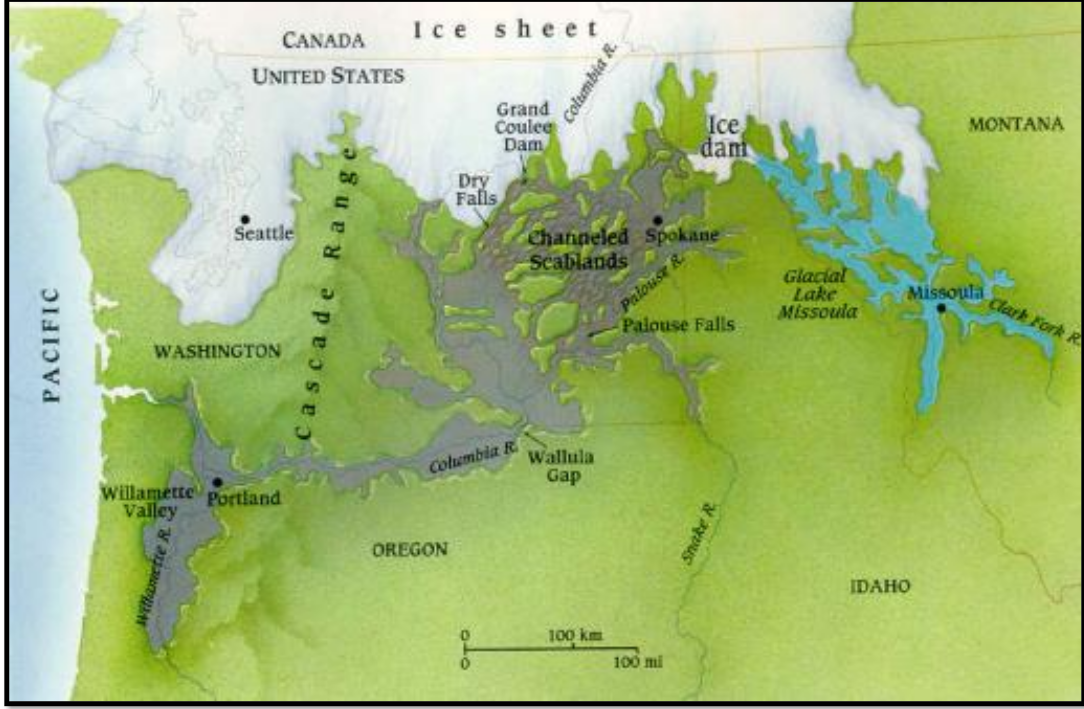 Ice sheet
CANADA
UNITED STATES
Columbia R.
Grand
Coulee
Dam
Ice
dam
MONTANA
Dry
Falls
Seattle
Cascade Range
Channeled
Scablands
Spokane
Palouse R.
Glacial
Lake
Missoula
Missoula
Clark Fork R.
PACIFIC
WASHINGTON
Palouse Falls
Columbia R.
Wallula
Gap
Willamette
Valley
Portland
Willamette R.
OREGON
Snake R.
IDAHO
0 100 km
0 100 mi